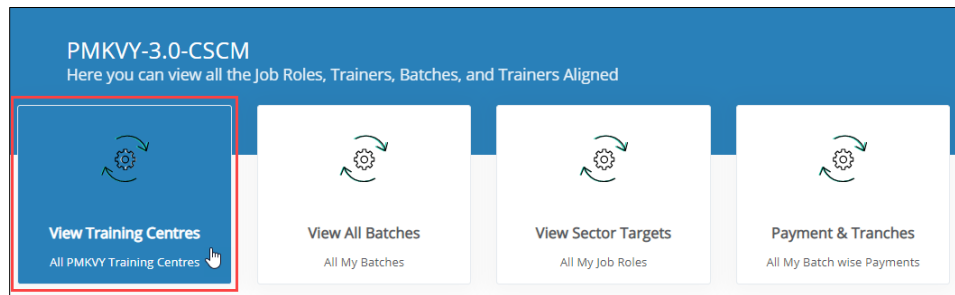 PMKVY-3.0-CSCM
Here you can view all the Job Roles, Trainers, Batches, and Trainers Aligned
View Training Centres
All PMKVY Training Centres
View All Batches
All My Batches
View Sector Targets
All My Job Roles
Payment & Tranches
All My Batch wise Payments